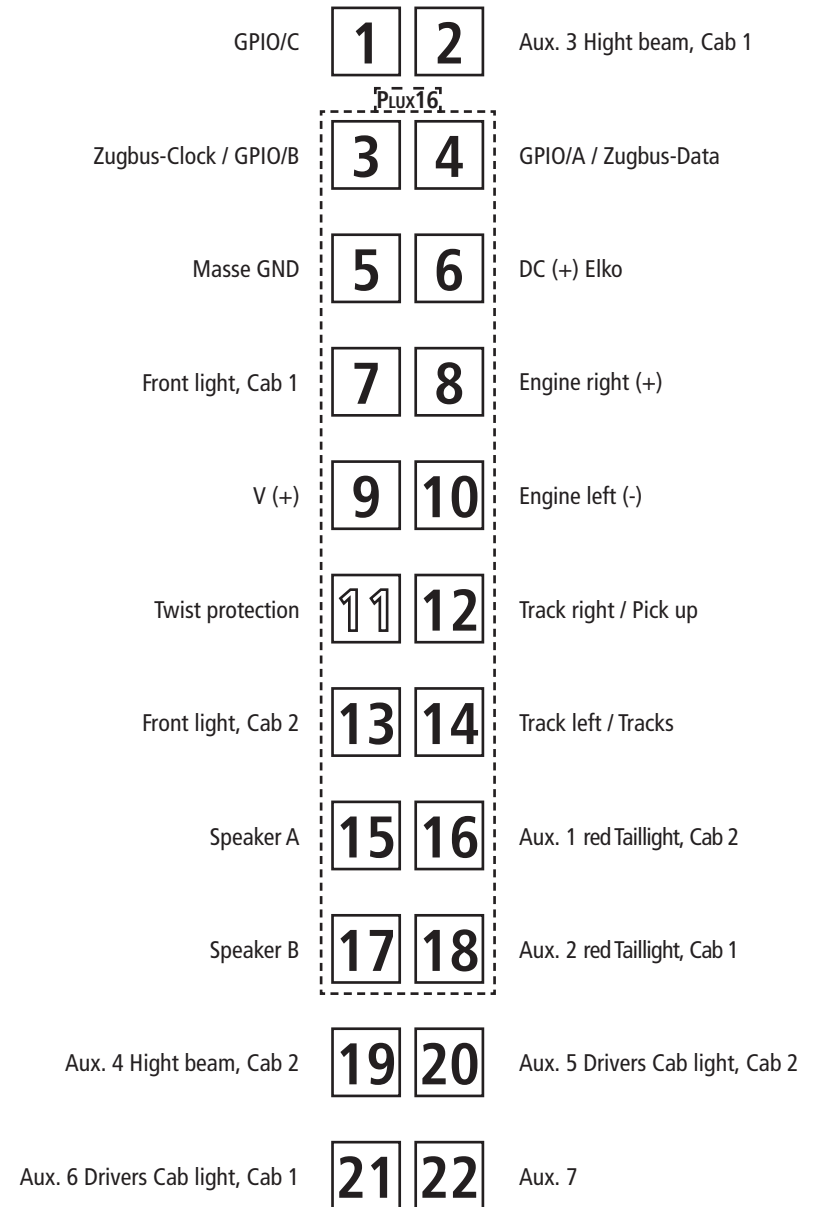 GPIO/C 1 2 Aux. 3 Hight beam, Cab 1
PLUX16
Zugbus-Clock / GPIO/B 3 4 GPIO/A / Zugbus-Data
Masse GND 5 6 DC (+) Elko
Front light, Cab 1 7 8 Engine right (+)
V (+) 9 10 Engine left (-)
Twist protection 11 12 Track right / Pick up
Front light, Cab 2 13 14 Track left / Tracks
Speaker A 15 16 Aux. 1 red Taillight, Cab 2
Speaker B 17 18 Aux. 2 red Taillight, Cab 1
Aux. 4 Hight beam, Cab 2 19 20 Aux. 5 Drivers Cab light, Cab 2
Aux. 6 Drivers Cab light, Cab 1 21 22 Aux. 7